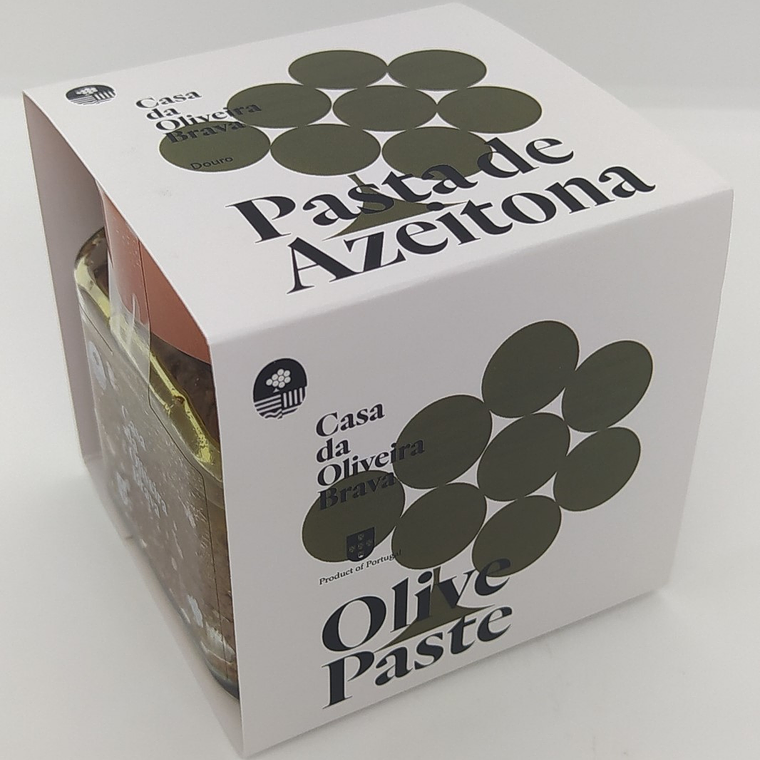 Casa
da
Oliveira
Brava
Douro
Pasta de
Azeitona
Casa
da
Oliveira
Brava
Product of Portugal
Olive
Paste